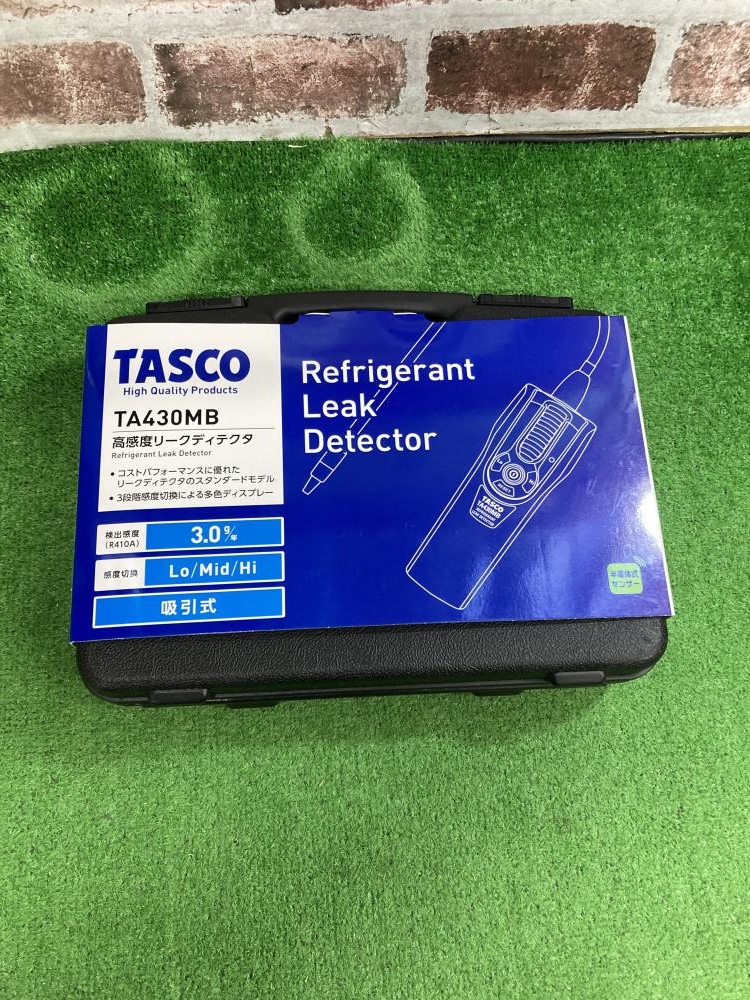 TASCO
High Quality Products
TA430MB
高感度リークディテクタ
Refrigerant Leak Detector
•コストパフォーマンスに優れた
リークディテクタのスタンダードモデル
•3段階感度切換による多色ディスプレー
検出感度
(R410A)
3.0g/年
感度切換
Lo/Mid/Hi
吸引式
Refrigerant
Leak
Detector
TASCO
TA430MB
半導体式
センサー